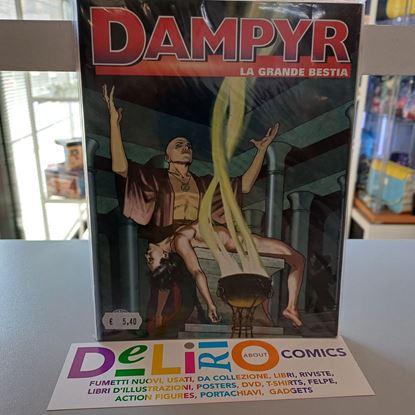 DAMPYR
LA GRANDE BESTIA
€ 5,40
DeLiRIO ABOUT COMICS
FUMETTI NUOVI, USATI, DA COLLEZIONE, LIBRI, RIVISTE,
LIBRI D'ILLUSTRAZIONI, POSTERS, DVD, T-SHIRTS, FELPE,
ACTION FIGURES, PORTACHIAVI, GADGETS